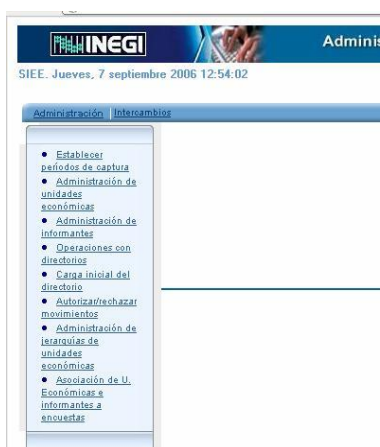 INEGI
Adminis
SIEE. Jueves, 7 septiembre 2006 12:54:02
Administración | Intercambios
Establecer
períodos de captura
Administración de
unidades
económicas
Administración de
informantes
Operaciones con
directorios
Carga inicial del
directorio
Autorizar/rechazar
movimientos
Administración de
jerarquías de
unidades
económicas
Asociación de U.
Económicas e
informantes a
encuestas